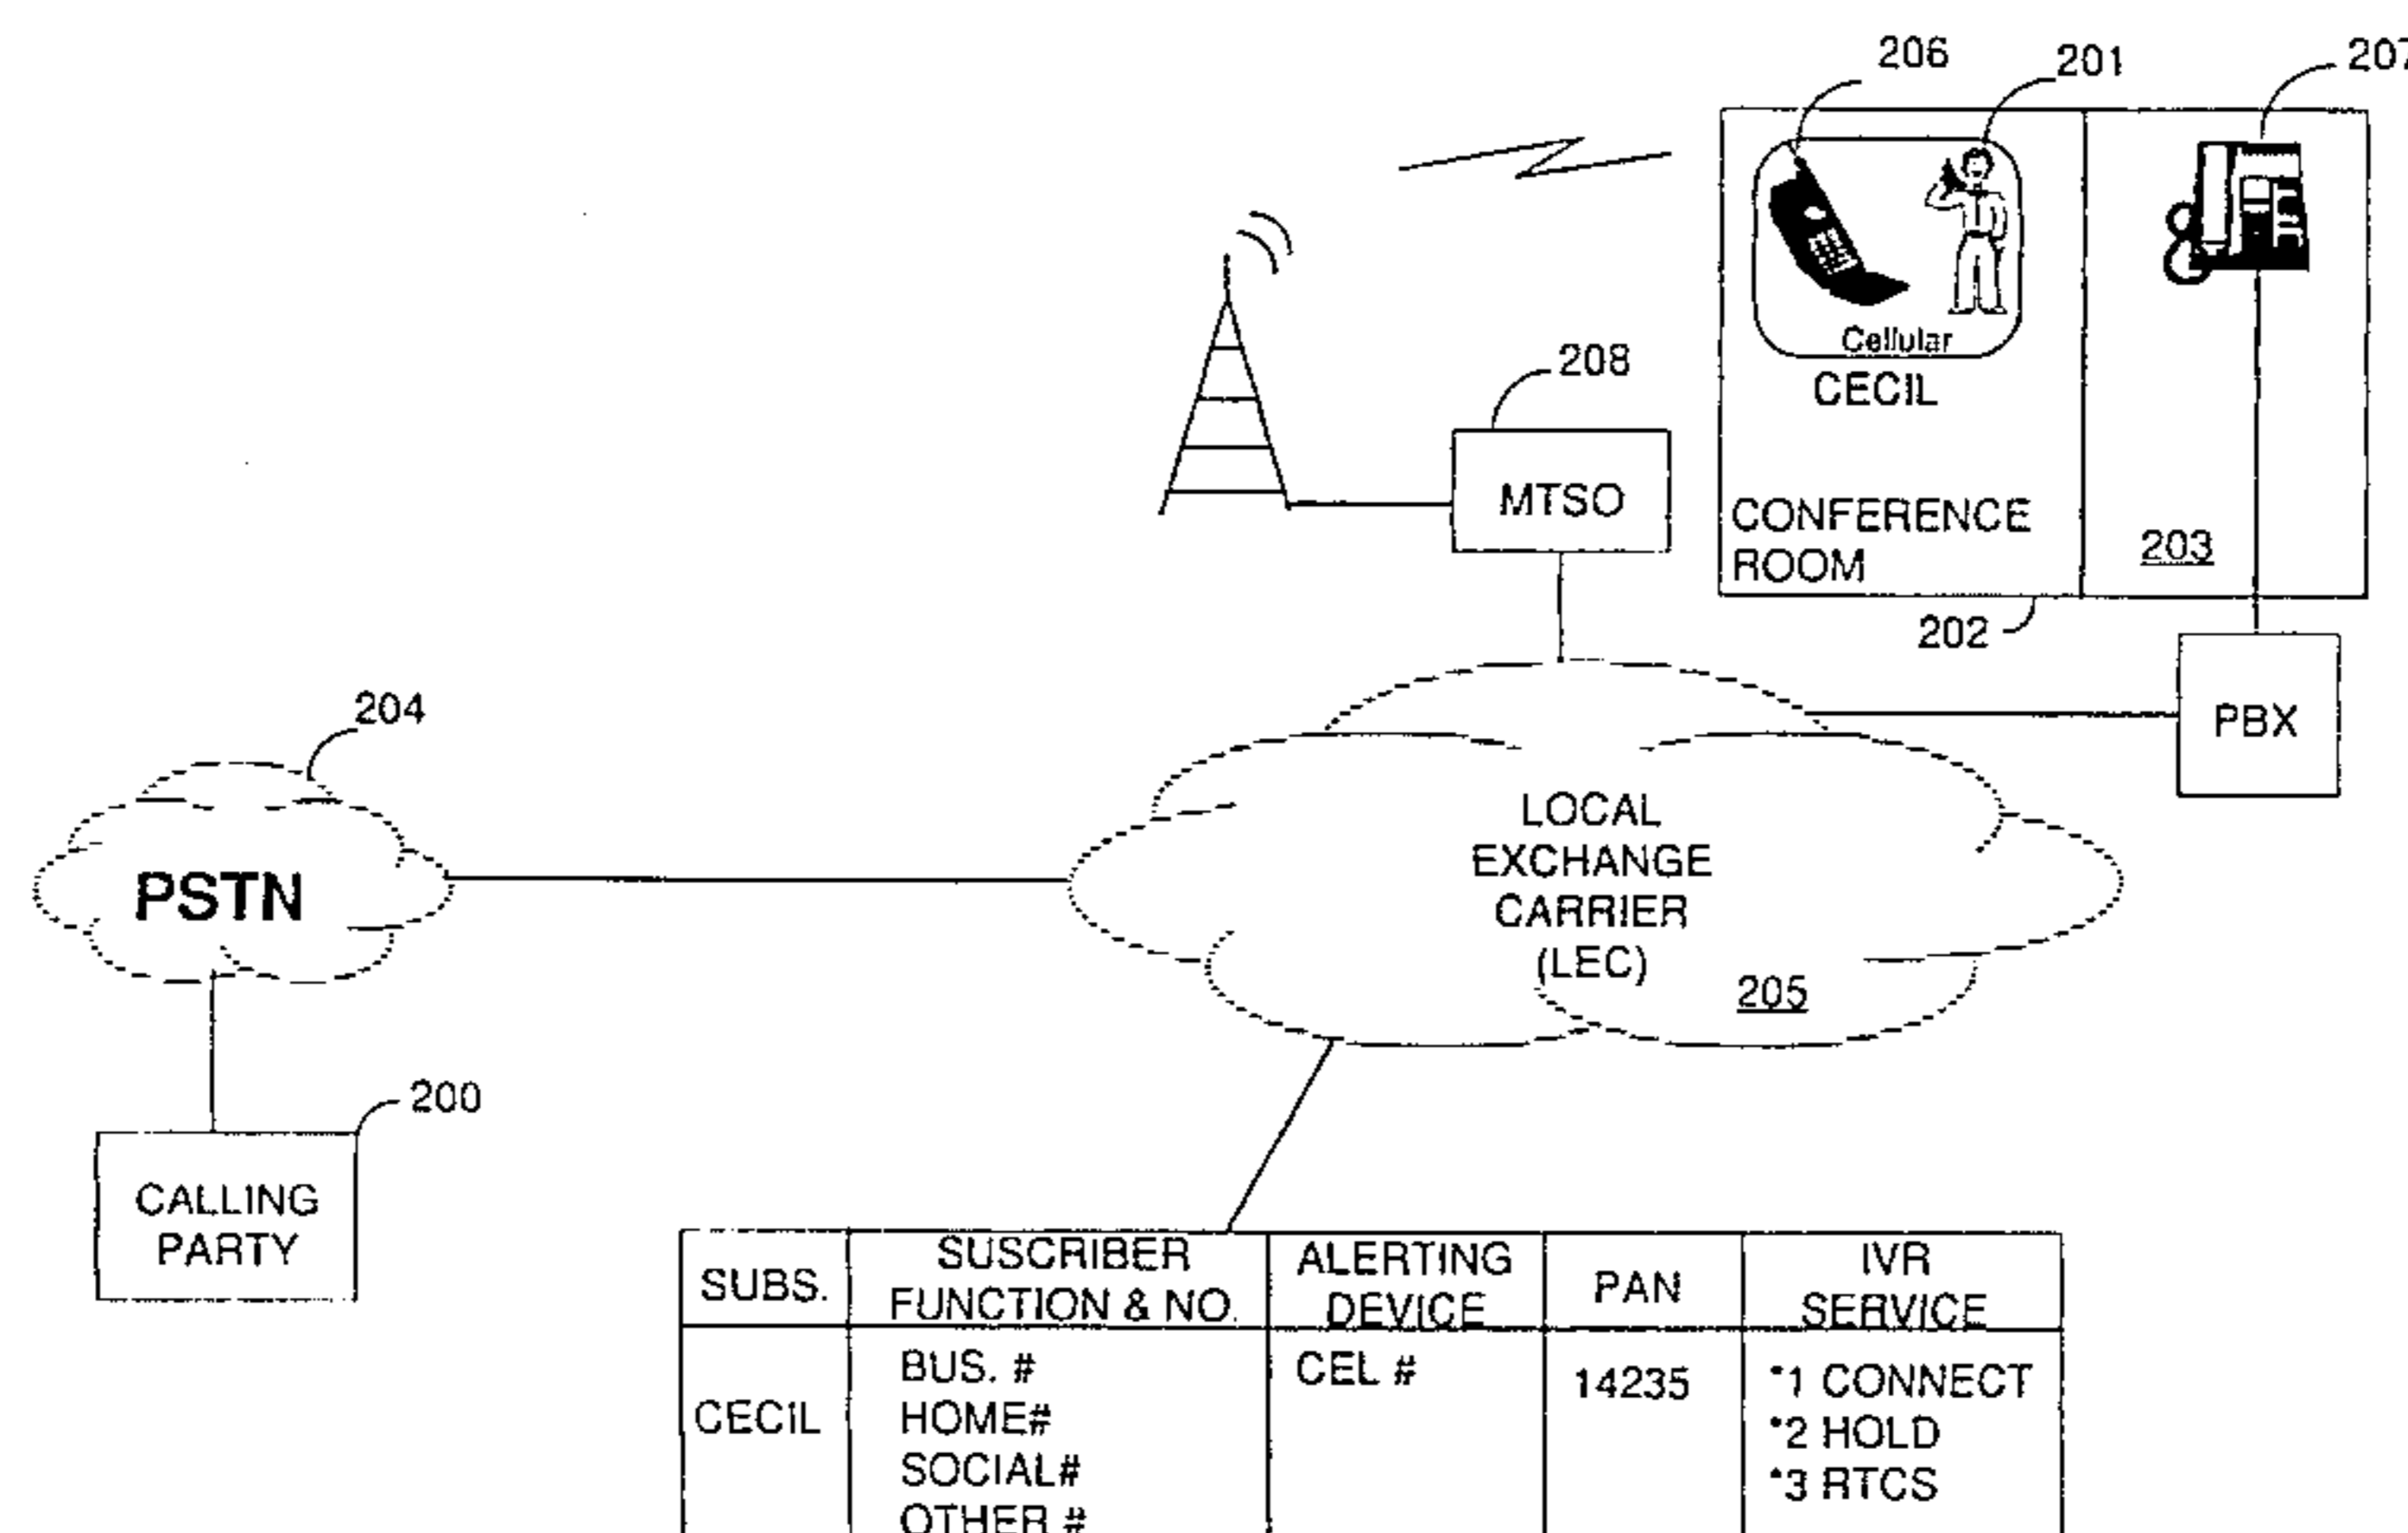 206
201
207
208
Cellular
CECIL
MTSO
CONFERENCE
ROOM
203
202
PBX
204
PSTN
LOCAL
EXCHANGE
CARRIER
(LEC)
205
200
CALLING
PARTY
SUBS.
SUSCRIBER
FUNCTION & NO.
ALERTING
DEVICE
PAN
IVR
SERVICE
CECIL
BUS. #
HOME#
SOCIAL#
OTHER #
CEL #
14235
*1 CONNECT
*2 HOLD
*3 RTCS